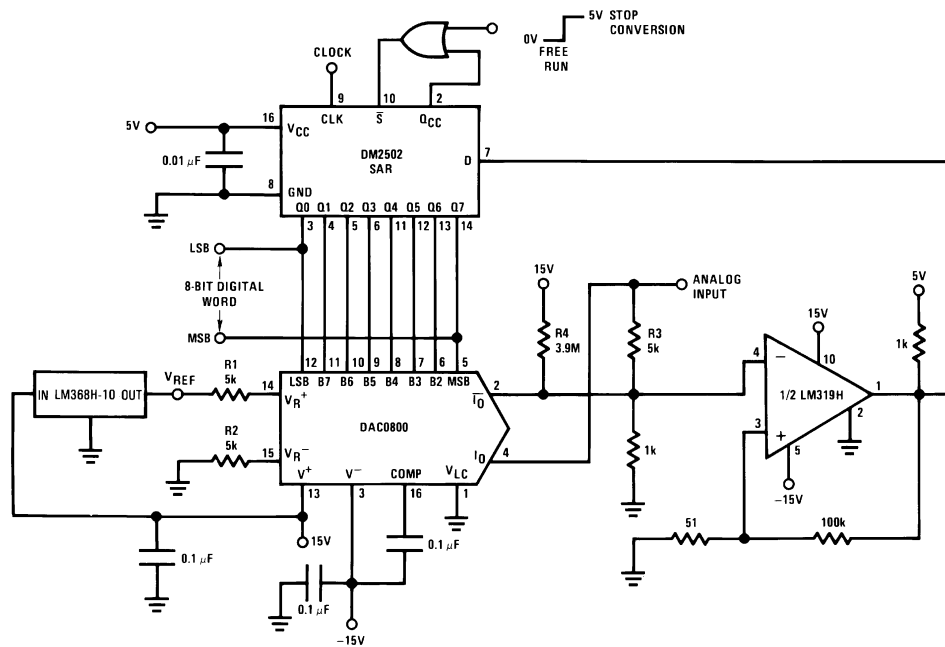 5V STOP
CONVERSION
0V
FREE
RUN
CLOCK
9
10
2
CLK
S̅
QCC
5V
16
VCC
0.01 µF
DM2502
SAR
D
7
8
GND
Q0 Q1 Q2 Q3 Q4 Q5 Q6 Q7
3 4 5 6 11 12 13 14
LSB
8-BIT DIGITAL
WORD
MSB
15V
R4
3.9M
R3
5k
ANALOG
INPUT
5V
1k
15V
12 11 10 9 8 7 6 5
LSB B7 B6 B5 B4 B3 B2 MSB
IN LM368H-10 OUT
VREF
R1
5k
14
VR+
DAC0800
I̅O̅
2
IO
4
R2
5k
15
VR−
V+
V−
COMP
VLC
13
3
16
1
4
−
10
1/2 LM319H
1
3
+
2
5
−15V
1k
51
100k
15V
0.1 µF
0.1 µF
0.1 µF
−15V